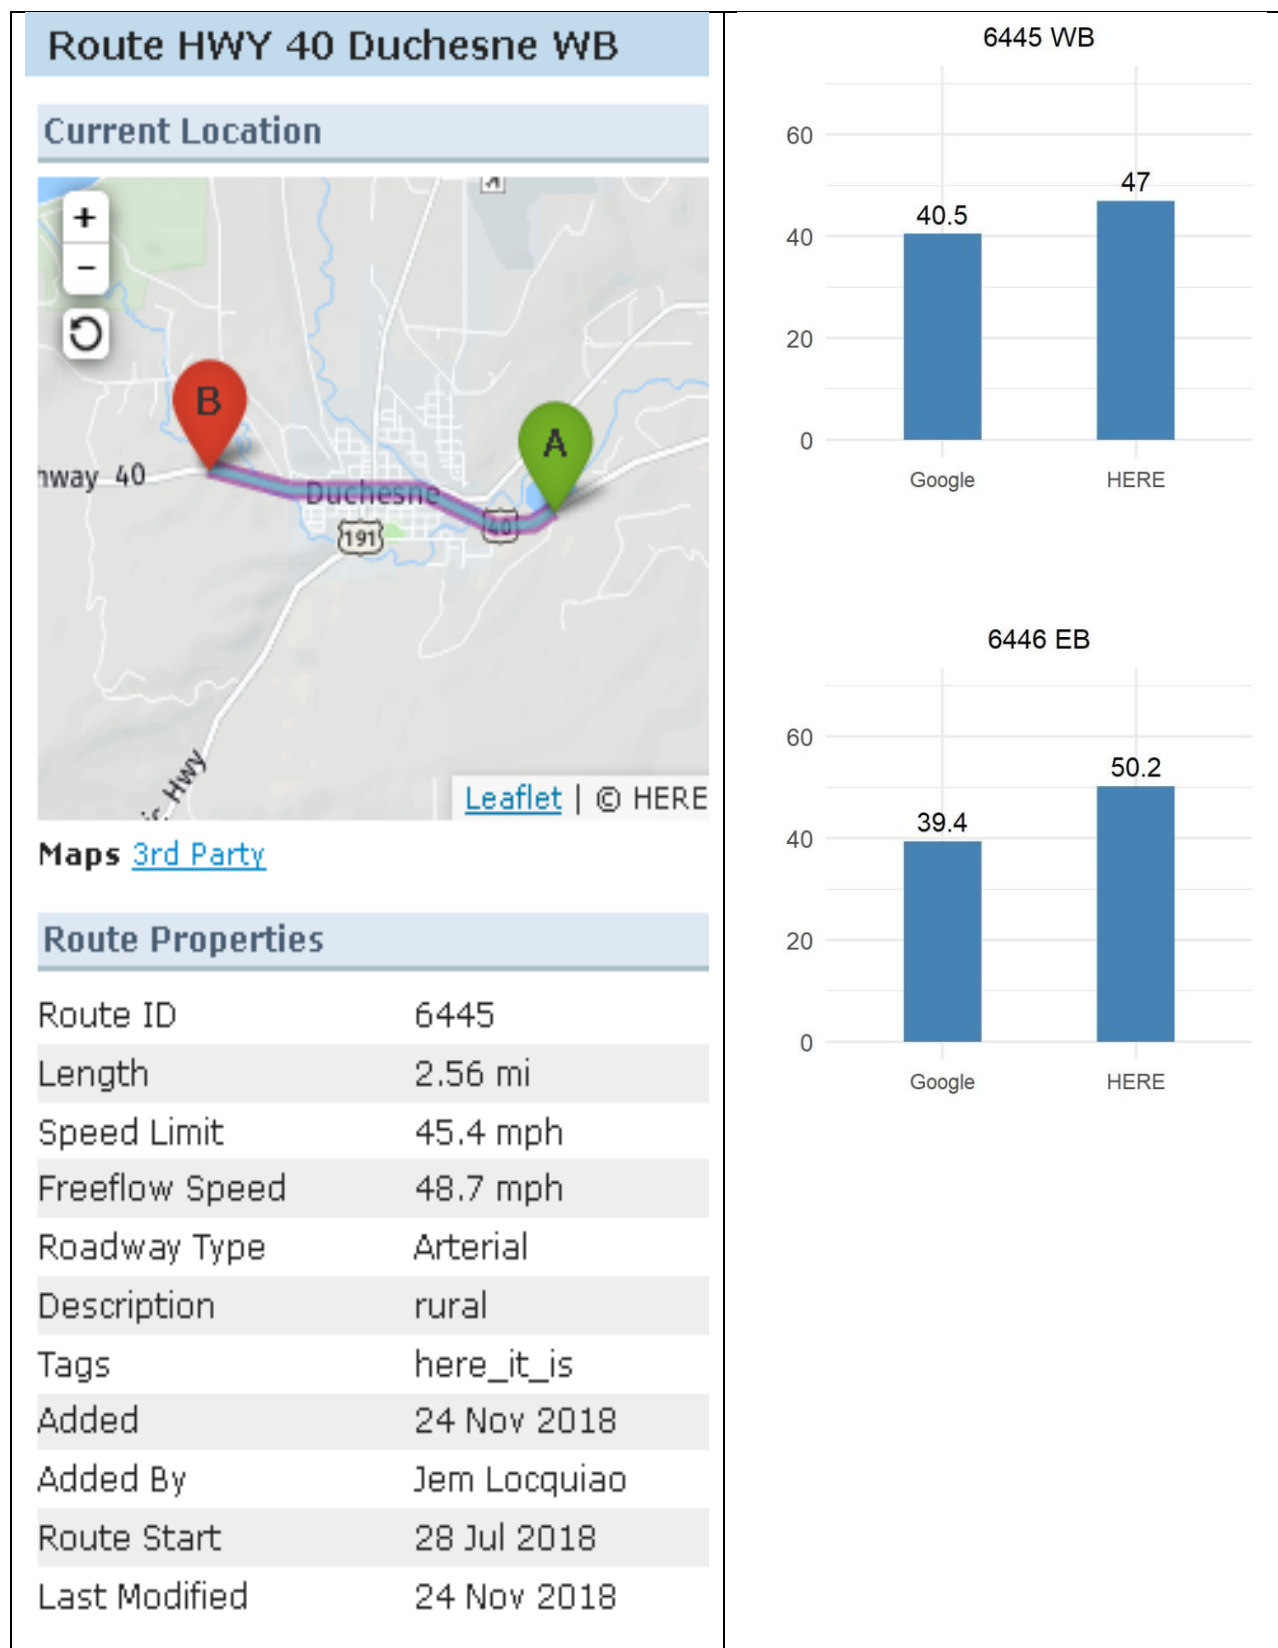 Route HWY 40 Duchesne WB
Current Location
+
−
B
A
nway 40
Duchesne
40
191
ic Hwy
Leaflet | © HERE
Maps 3rd Party
Route Properties
Route ID 6445
Length 2.56 mi
Speed Limit 45.4 mph
Freeflow Speed 48.7 mph
Roadway Type Arterial
Description rural
Tags here_it_is
Added 24 Nov 2018
Added By Jem Locquiao
Route Start 28 Jul 2018
Last Modified 24 Nov 2018
6445 WB
60
40
20
0
40.5
47
Google HERE
6446 EB
60
40
20
0
39.4
50.2
Google HERE